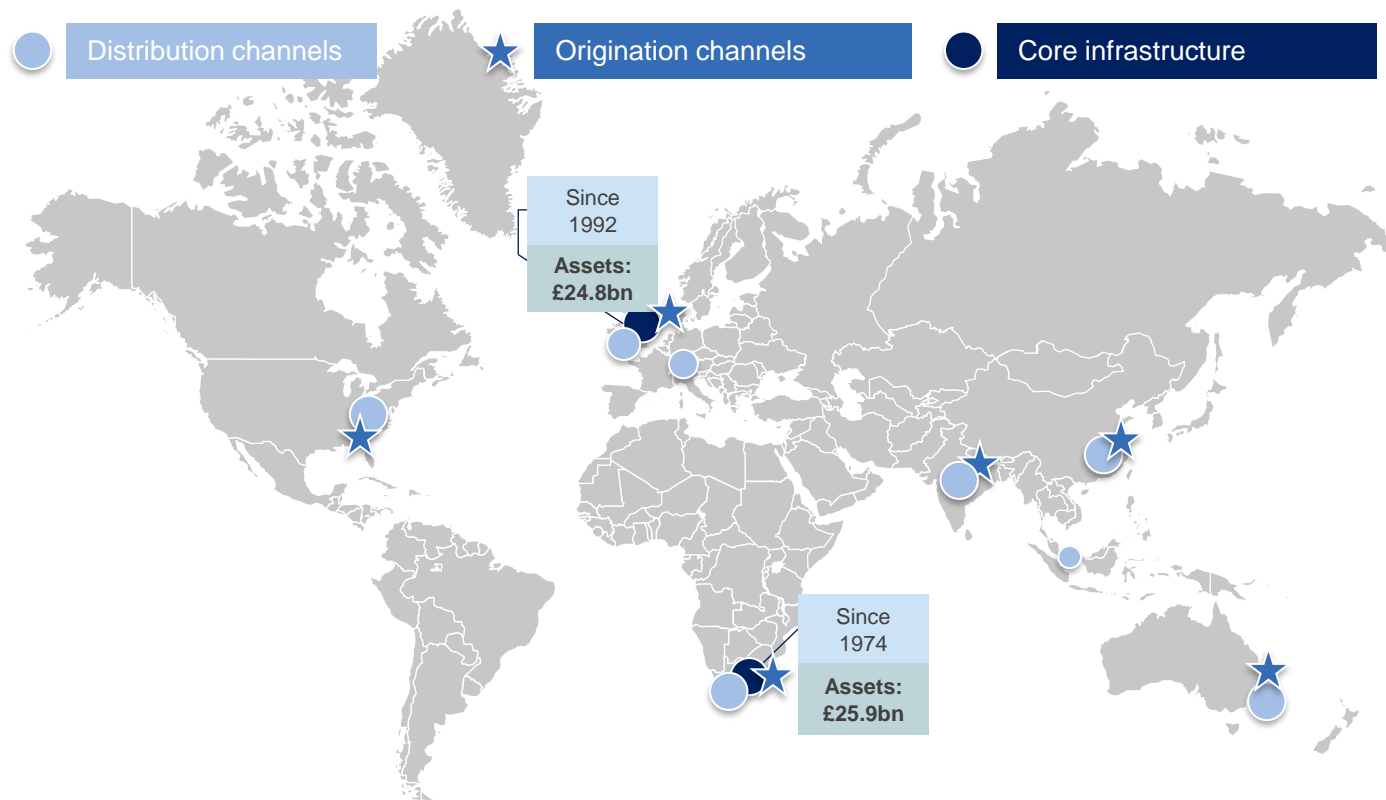 Distribution channels
Origination channels
Core infrastructure
Since
1992
Assets:
£24.8bn
Since
1974
Assets:
£25.9bn